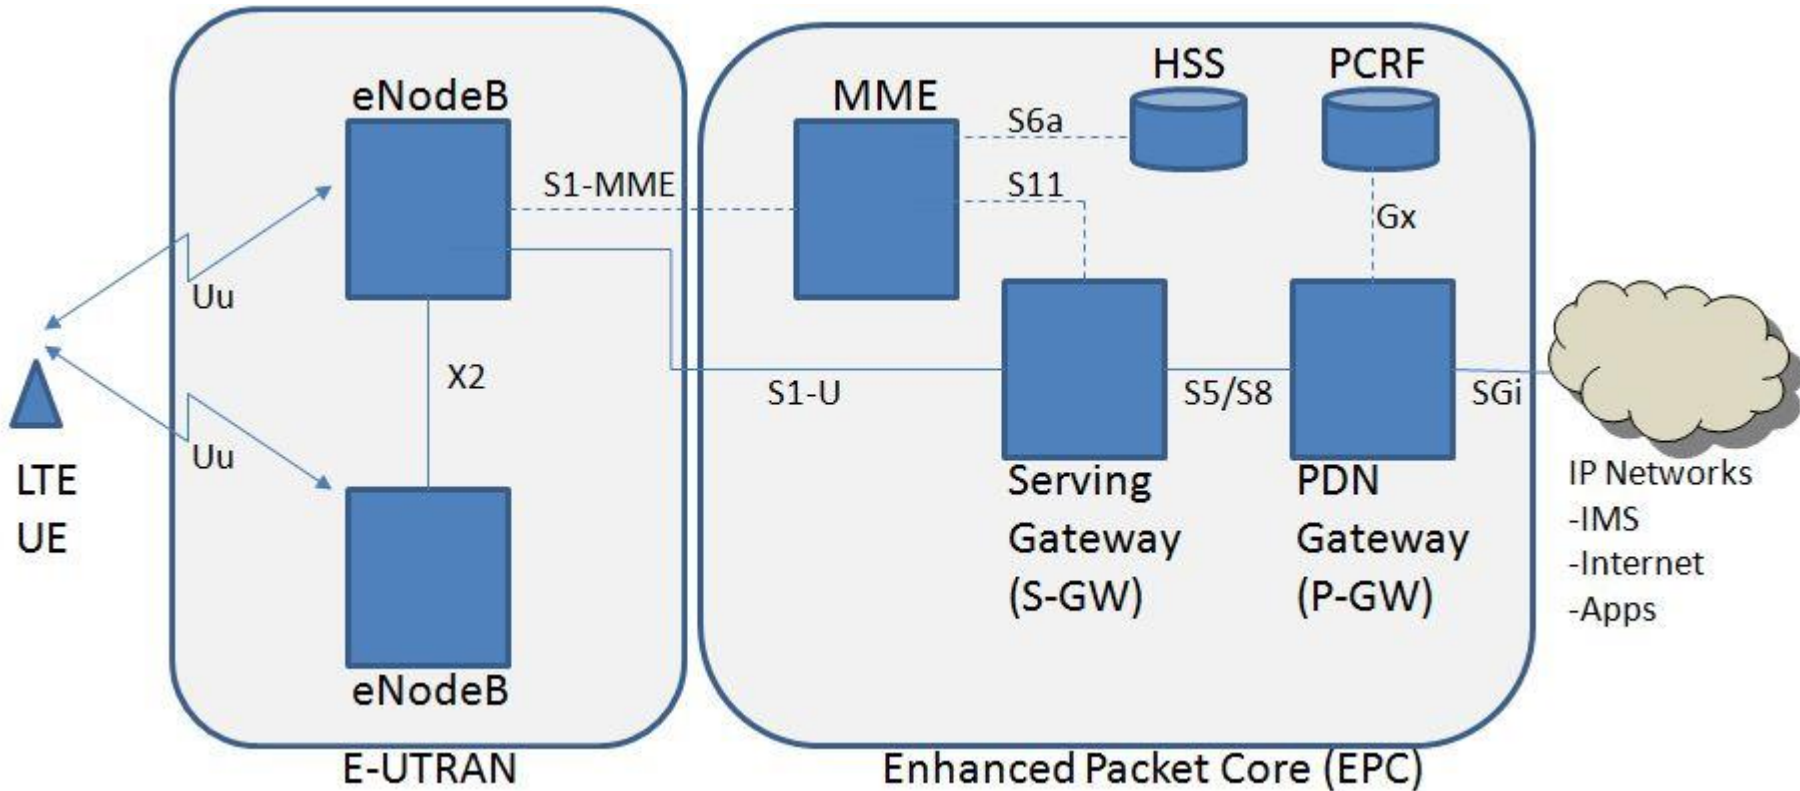 eNodeB
MME
HSS
PCRF
S6a
S1-MME
S11
Gx
Uu
X2
S1-U
S5/S8
SGi
Uu
LTE
UE
Serving
Gateway
(S-GW)
PDN
Gateway
(P-GW)
IP Networks
-IMS
-Internet
-Apps
eNodeB
E-UTRAN
Enhanced Packet Core (EPC)